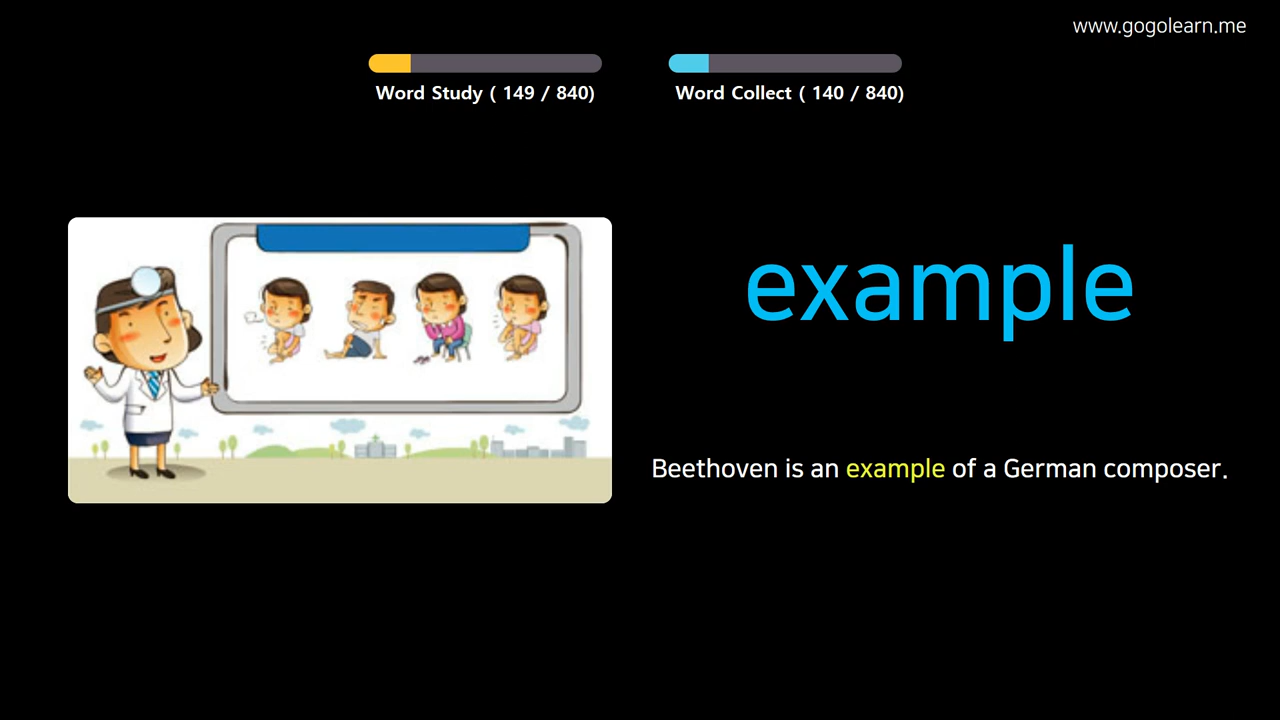 www.gogolearn.me
Word Study ( 149 / 840)
Word Collect ( 140 / 840)
example
Beethoven is an example of a German composer.